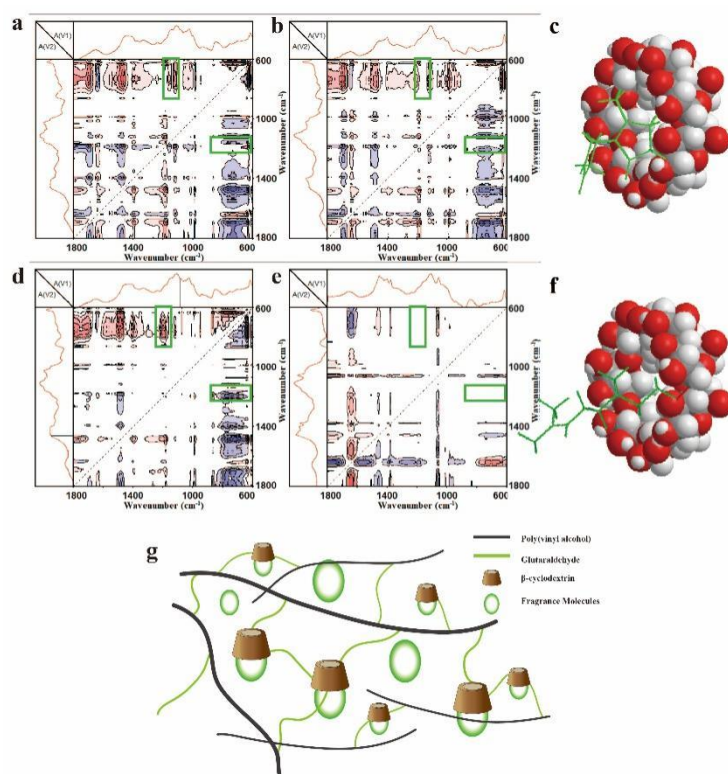 a
b
c
A(V1)
A(V2)
600
1000
1400
1800
Wavenumber (cm⁻¹)
1800
1400
1000
600
Wavenumber (cm⁻¹)
A(V1)
A(V2)
600
1000
1400
1800
Wavenumber (cm⁻¹)
1800
1400
1000
600
Wavenumber (cm⁻¹)
d
e
f
A(V1)
A(V2)
600
1000
1400
1800
Wavenumber (cm⁻¹)
1800
1400
1000
600
Wavenumber (cm⁻¹)
A(V1)
A(V2)
600
1000
1400
1800
Wavenumber (cm⁻¹)
1800
1400
1000
600
Wavenumber (cm⁻¹)
g
Poly(vinyl alcohol)
Glutaraldehyde
β-cyclodextrin
Fragrance Molecules